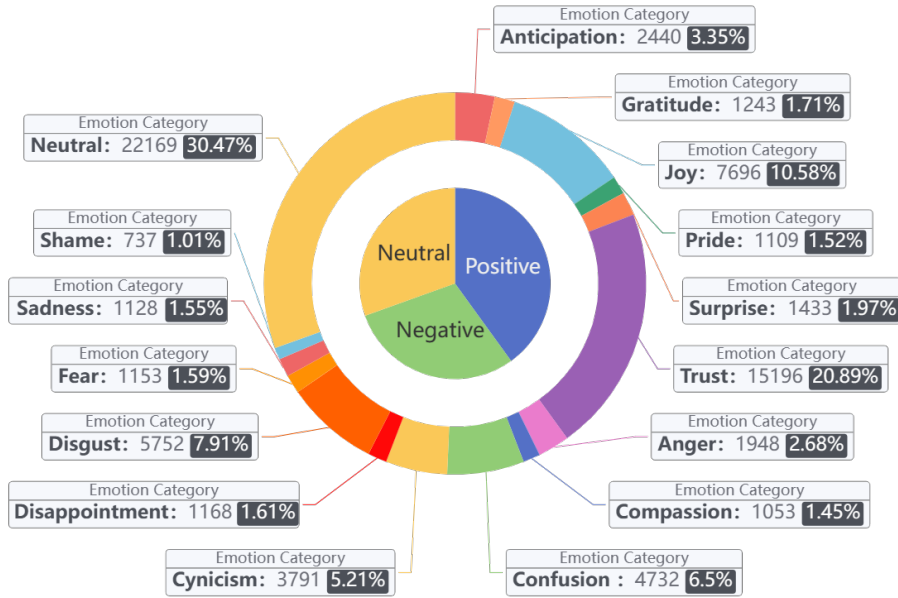 Emotion Category
Anticipation: 2440 3.35%
Emotion Category
Gratitude: 1243 1.71%
Emotion Category
Joy: 7696 10.58%
Emotion Category
Pride: 1109 1.52%
Emotion Category
Surprise: 1433 1.97%
Emotion Category
Trust: 15196 20.89%
Emotion Category
Anger: 1948 2.68%
Emotion Category
Compassion: 1053 1.45%
Emotion Category
Confusion : 4732 6.5%
Emotion Category
Cynicism: 3791 5.21%
Emotion Category
Disappointment: 1168 1.61%
Emotion Category
Disgust: 5752 7.91%
Emotion Category
Fear: 1153 1.59%
Emotion Category
Sadness: 1128 1.55%
Emotion Category
Shame: 737 1.01%
Emotion Category
Neutral: 22169 30.47%
Neutral
Positive
Negative